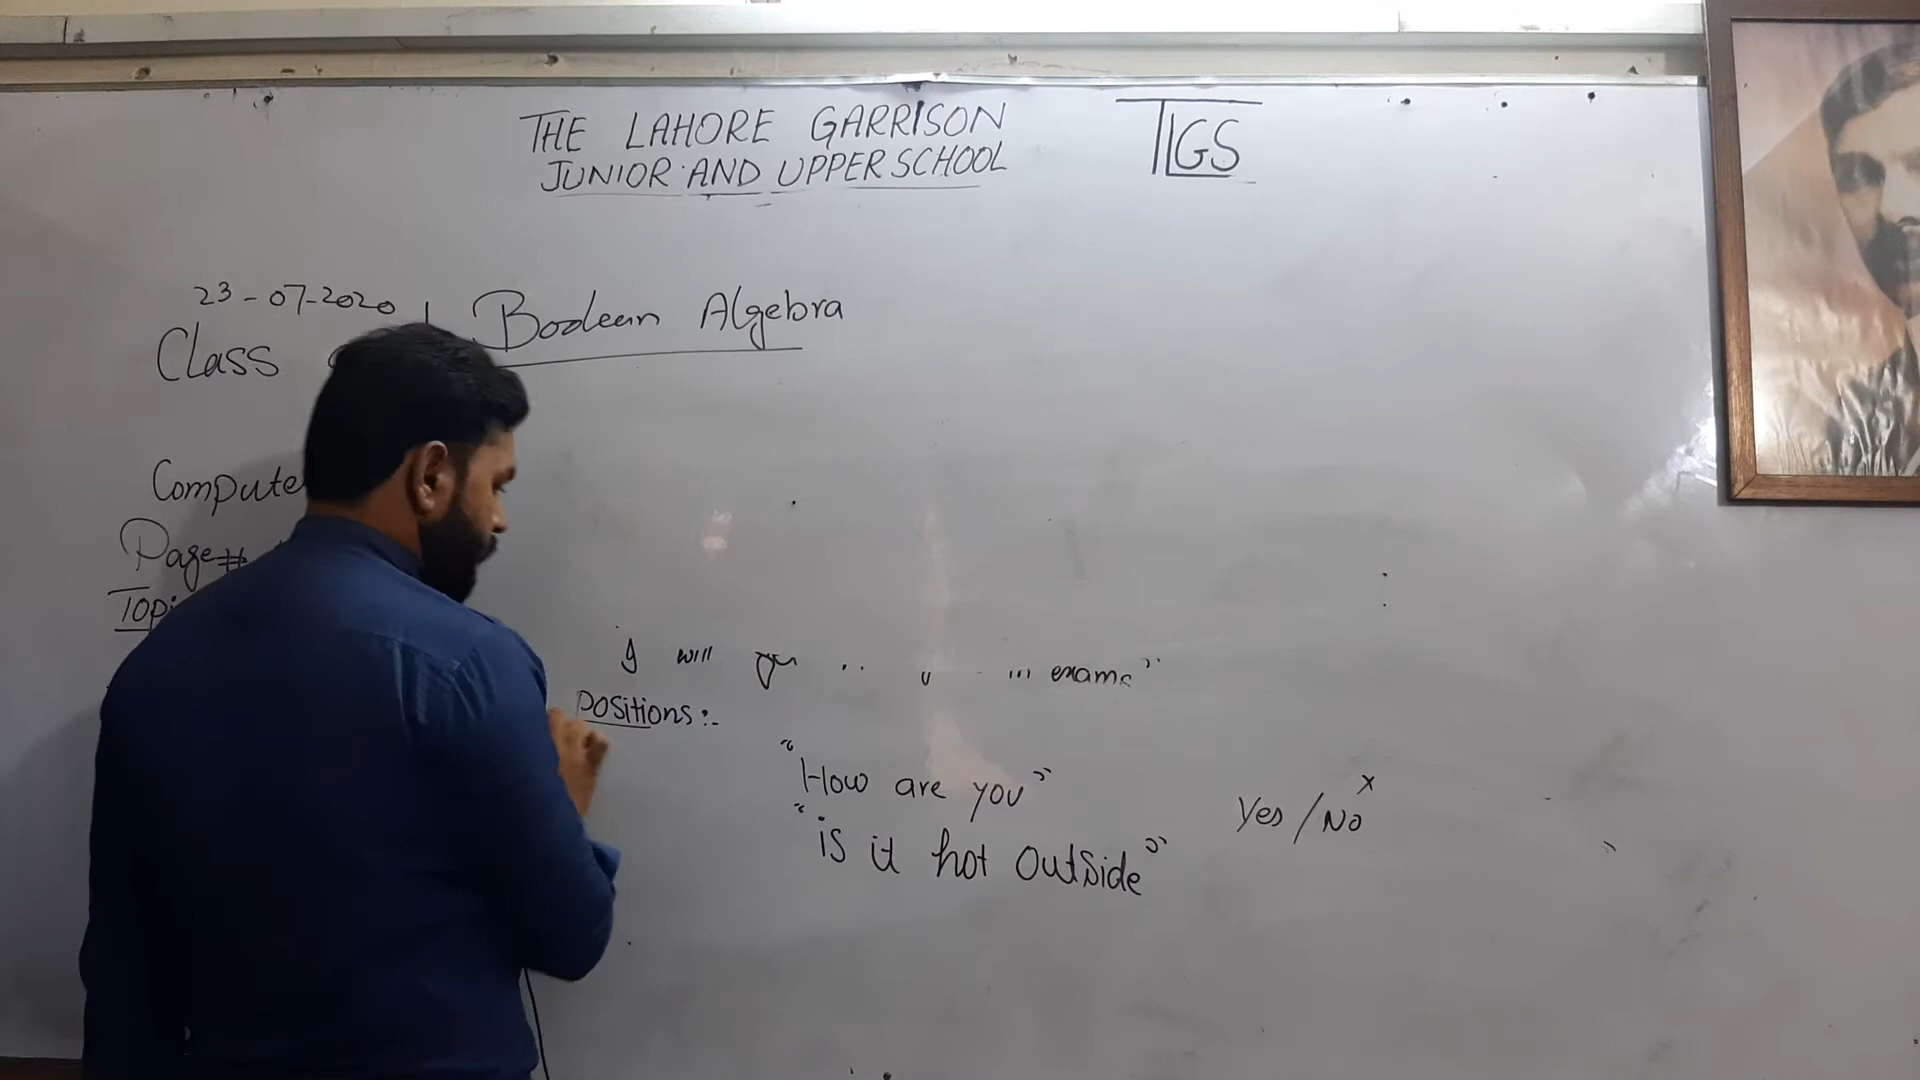 THE LAHORE GARRISON
JUNIOR AND UPPER SCHOOL
TLGS
23-07-2020
Class
Boolean Algebra
Compute
Page#
Topi
I will in exams”
positions:-
“How are you”
“is it hot outside”
Yes/No x